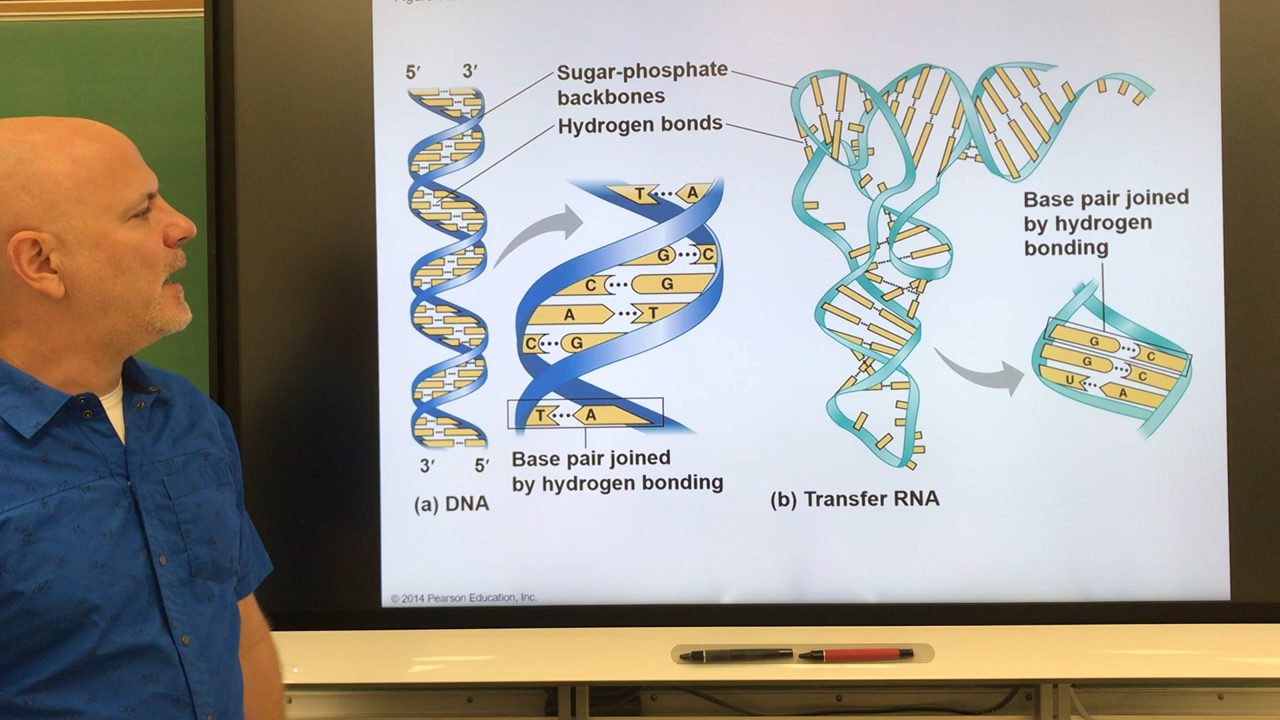 5′ 3′
Sugar-phosphate
backbones
Hydrogen bonds
T A
G C
C G
A T
C G
T A
3′ 5′
Base pair joined
by hydrogen bonding
(a) DNA
Base pair joined
by hydrogen
bonding
G C
G C
U A
(b) Transfer RNA
© 2014 Pearson Education, Inc.